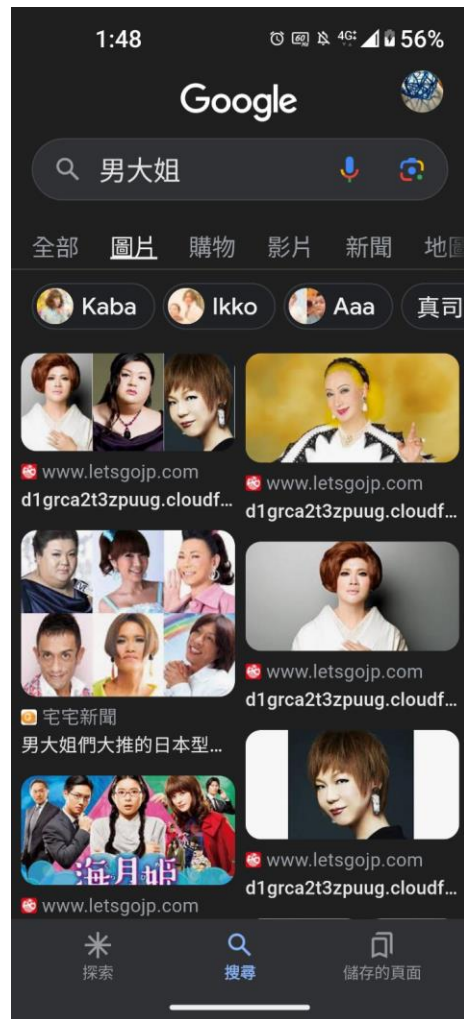 1:48 60 4G 56%
Google
男大姐
全部 圖片 購物 影片 新聞 地圖
Kaba Ikko Aaa 真司
www.letsgojp.com
d1grca2t3zpuug.cloudf...
www.letsgojp.com
d1grca2t3zpuug.cloudf...
宅宅新聞
男大姐們大推的日本型...
www.letsgojp.com
d1grca2t3zpuug.cloudf...
海月姫
www.letsgojp.com
www.letsgojp.com
d1grca2t3zpuug.cloudf...
探索 搜尋 儲存的頁面